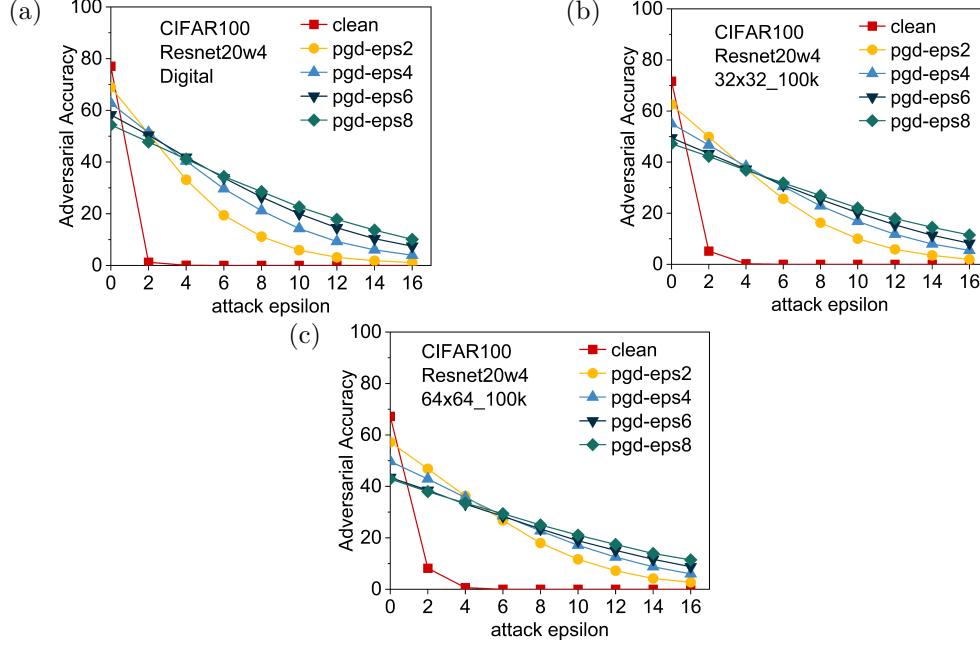 (a)
CIFAR100
Resnet20w4
Digital
clean
pgd-eps2
pgd-eps4
pgd-eps6
pgd-eps8
Adversarial Accuracy
100
80
60
40
20
0
0 2 4 6 8 10 12 14 16
attack epsilon
(b)
CIFAR100
Resnet20w4
32x32_100k
clean
pgd-eps2
pgd-eps4
pgd-eps6
pgd-eps8
Adversarial Accuracy
100
80
60
40
20
0
0 2 4 6 8 10 12 14 16
attack epsilon
(c)
CIFAR100
Resnet20w4
64x64_100k
clean
pgd-eps2
pgd-eps4
pgd-eps6
pgd-eps8
Adversarial Accuracy
100
80
60
40
20
0
0 2 4 6 8 10 12 14 16
attack epsilon